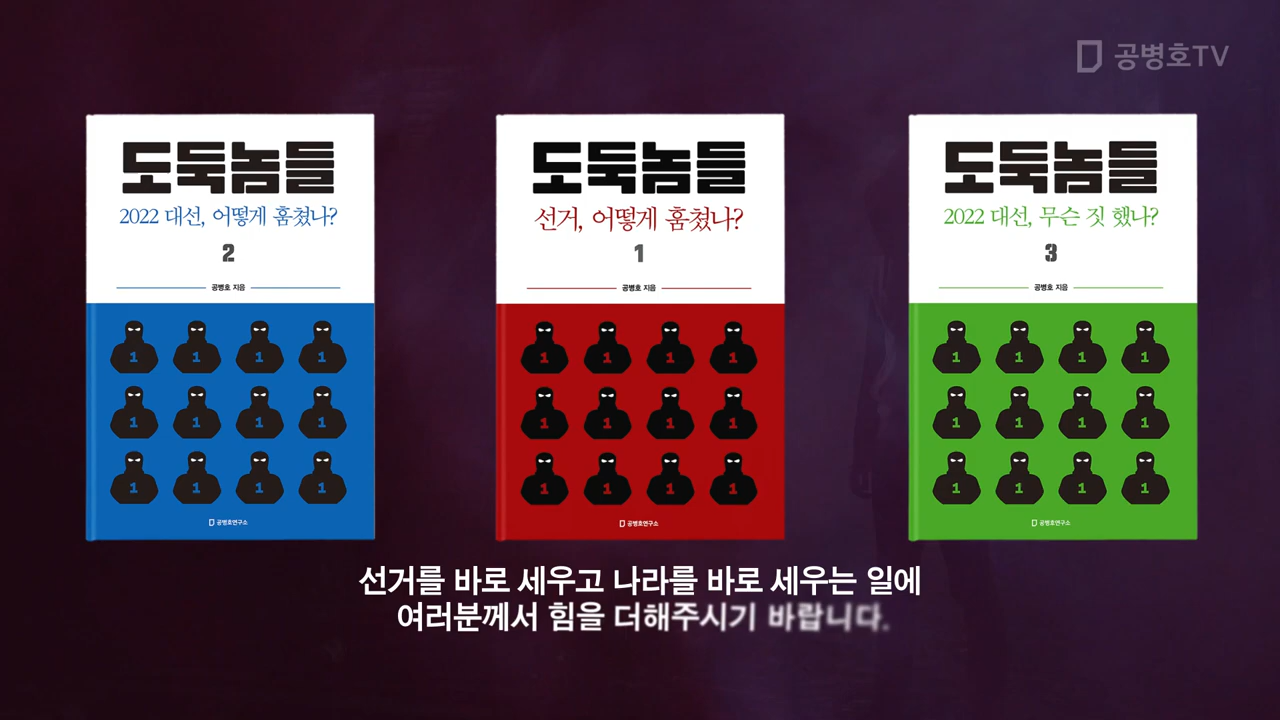 공병호TV
도둑놈들
2022 대선, 어떻게 훔쳤나?
2
공병호 지음
1 1 1 1
1 1 1 1
1 1 1 1
공병호연구소
도둑놈들
선거, 어떻게 훔쳤나?
1
공병호 지음
1 1 1 1
1 1 1 1
1 1 1 1
공병호연구소
도둑놈들
2022 대선, 무슨 짓 했나?
3
공병호 지음
1 1 1 1
1 1 1 1
1 1 1 1
공병호연구소
선거를 바로 세우고 나라를 바로 세우는 일에
여러분께서 힘을 더해주시기 바랍니다.